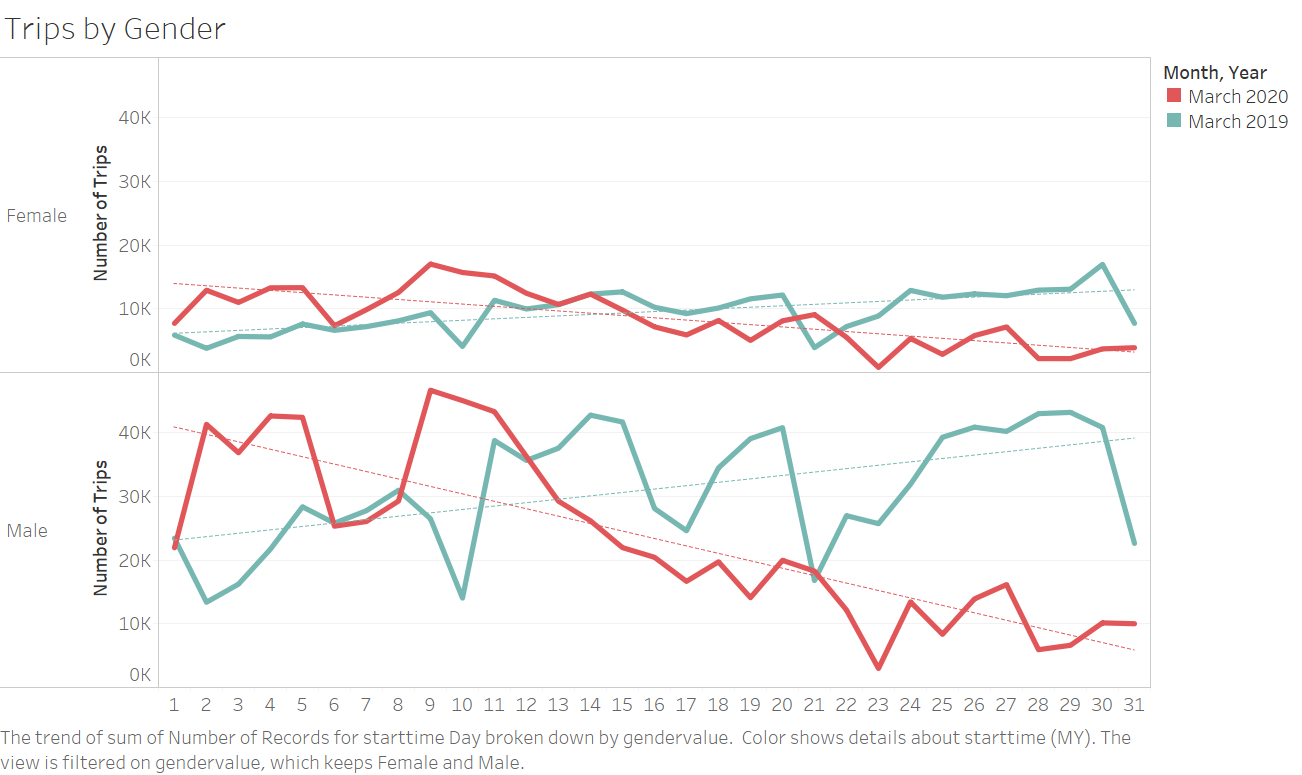 Trips by Gender
Month, Year
March 2020
March 2019
Female
Number of Trips
40K
30K
20K
10K
0K
Male
Number of Trips
40K
30K
20K
10K
0K
1 2 3 4 5 6 7 8 9 10 11 12 13 14 15 16 17 18 19 20 21 22 23 24 25 26 27 28 29 30 31
The trend of sum of Number of Records for starttime Day broken down by gendervalue. Color shows details about starttime (MY). The
view is filtered on gendervalue, which keeps Female and Male.